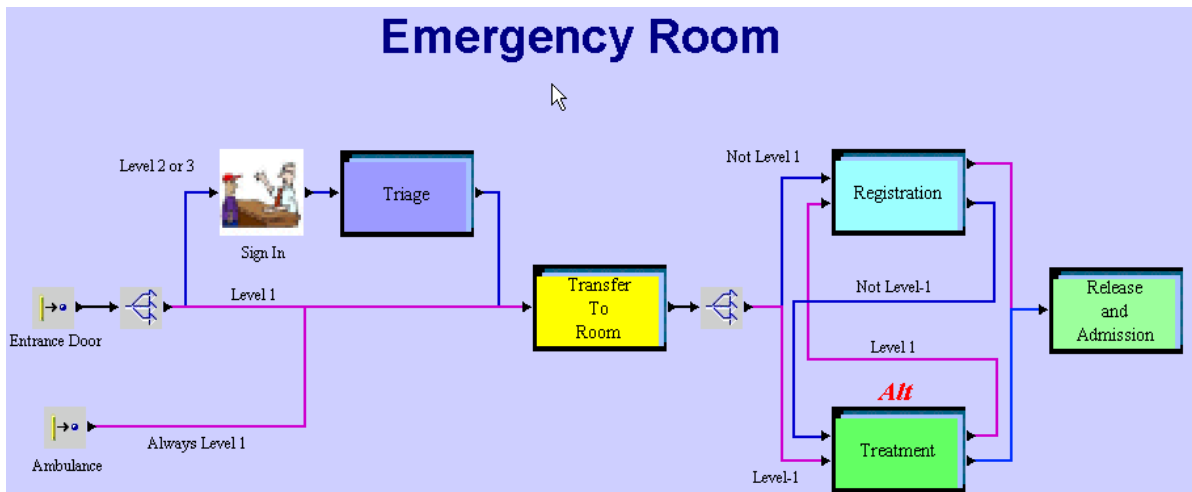 Emergency Room
Level 2 or 3
Triage
Sign In
Level 1
Entrance Door
Always Level 1
Ambulance
Transfer
To
Room
Not Level 1
Registration
Not Level-1
Level 1
Alt
Treatment
Level-1
Release
and
Admission